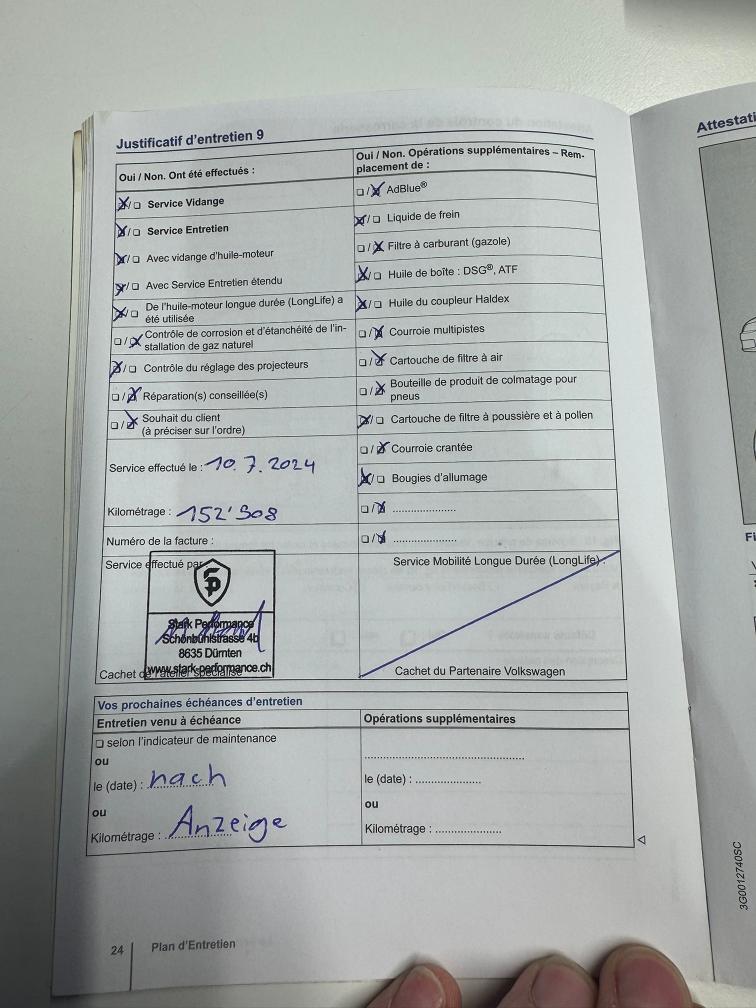 Justificatif d'entretien 9
Attestati
Oui / Non. Ont été effectués :
☒/☐ Service Vidange
☒/☐ Service Entretien
☒/☐ Avec vidange d'huile-moteur
☒/☐ Avec Service Entretien étendu
☒/☐ De l'huile-moteur longue durée (LongLife) a
été utilisée
☐/☒ Contrôle de corrosion et d'étanchéité de l'in-
stallation de gaz naturel
☒/☐ Contrôle du réglage des projecteurs
☐/☒ Réparation(s) conseillée(s)
☐/☒ Souhait du client
(à préciser sur l'ordre)
Service effectué le : 10.7.2024
Kilométrage : 152'908
Numéro de la facture :
Oui / Non. Opérations supplémentaires – Rem-
placement de :
☐/☒ AdBlue®
☒/☐ Liquide de frein
☐/☒ Filtre à carburant (gazole)
☒/☐ Huile de boîte : DSG®, ATF
☒/☐ Huile du coupleur Haldex
☐/☒ Courroie multipistes
☐/☒ Cartouche de filtre à air
☐/☒ Bouteille de produit de colmatage pour
pneus
☒/☐ Cartouche de filtre à poussière et à pollen
☐/☒ Courroie crantée
☒/☐ Bougies d'allumage
☐/☒ ....................
☐/☒ ....................
Service effectué par
SP
Stark Performance
Schönbühlstrasse 4b
8635 Dürnten
www.stark-performance.ch
Cachet de l'atelier spécialisé
Service Mobilité Longue Durée (LongLife) :
Cachet du Partenaire Volkswagen
Vos prochaines échéances d'entretien
Entretien venu à échéance
☐ selon l'indicateur de maintenance
ou
le (date) : nach
ou
Kilométrage : Anzeige
Opérations supplémentaires
..................................................
le (date) : .....................
ou
Kilométrage : .....................
Fi
3G0012740SC
24
Plan d'Entretien